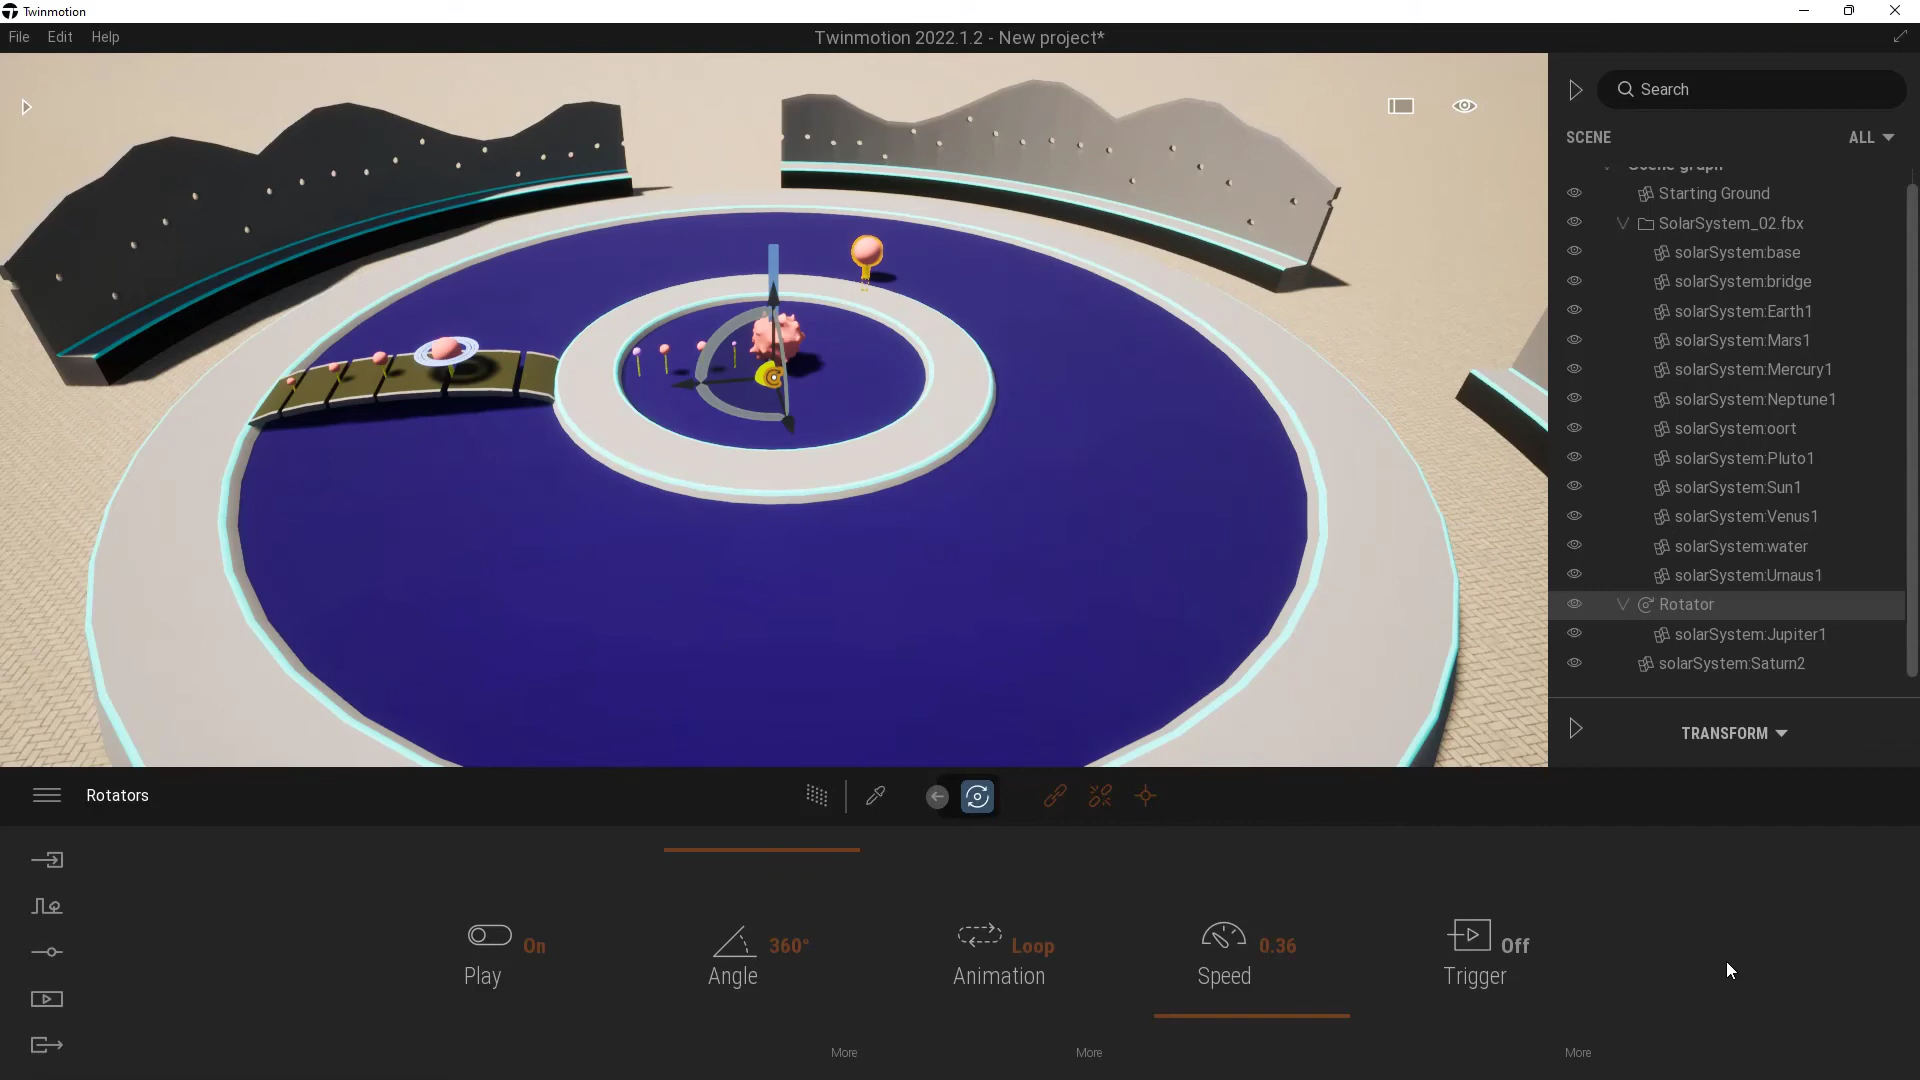 Twinmotion
File Edit Help
Twinmotion 2022.1.2 - New project*
Search
SCENE
ALL
Scene graph
Starting Ground
SolarSystem_02.fbx
solarSystem:base
solarSystem:bridge
solarSystem:Earth1
solarSystem:Mars1
solarSystem:Mercury1
solarSystem:Neptune1
solarSystem:oort
solarSystem:Pluto1
solarSystem:Sun1
solarSystem:Venus1
solarSystem:water
solarSystem:Urnaus1
Rotator
solarSystem:Jupiter1
solarSystem:Saturn2
TRANSFORM
Rotators
On
Play
360°
Angle
Loop
Animation
0.36
Speed
Off
Trigger
More
More
More